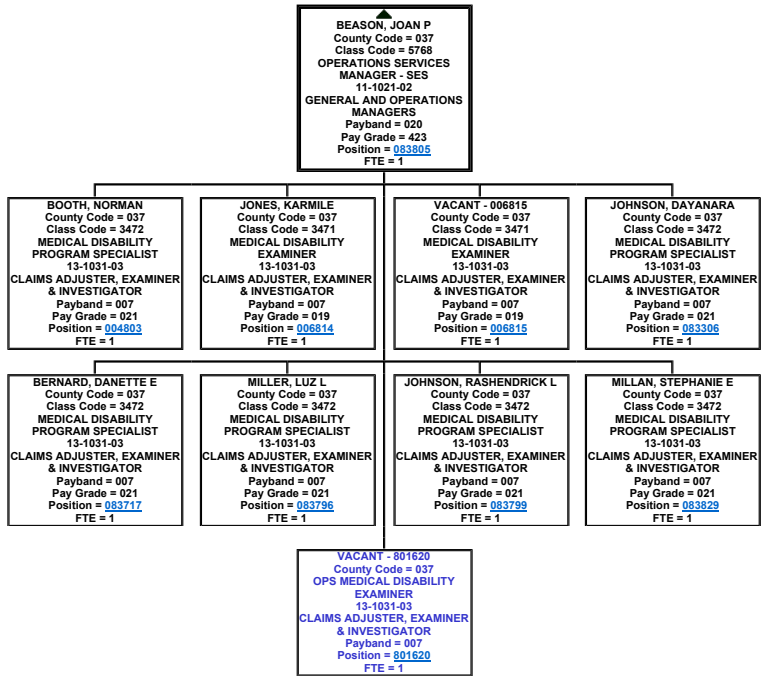 BEASON, JOAN P
County Code = 037
Class Code = 5768
OPERATIONS SERVICES
MANAGER - SES
11-1021-02
GENERAL AND OPERATIONS
MANAGERS
Payband = 020
Pay Grade = 423
Position = 083805
FTE = 1
BOOTH, NORMAN
County Code = 037
Class Code = 3472
MEDICAL DISABILITY
PROGRAM SPECIALIST
13-1031-03
CLAIMS ADJUSTER, EXAMINER
& INVESTIGATOR
Payband = 007
Pay Grade = 021
Position = 004803
FTE = 1
JONES, KARMILE
County Code = 037
Class Code = 3471
MEDICAL DISABILITY
EXAMINER
13-1031-03
CLAIMS ADJUSTER, EXAMINER
& INVESTIGATOR
Payband = 007
Pay Grade = 019
Position = 006814
FTE = 1
VACANT - 006815
County Code = 037
Class Code = 3471
MEDICAL DISABILITY
EXAMINER
13-1031-03
CLAIMS ADJUSTER, EXAMINER
& INVESTIGATOR
Payband = 007
Pay Grade = 019
Position = 006815
FTE = 1
JOHNSON, DAYANARA
County Code = 037
Class Code = 3472
MEDICAL DISABILITY
PROGRAM SPECIALIST
13-1031-03
CLAIMS ADJUSTER, EXAMINER
& INVESTIGATOR
Payband = 007
Pay Grade = 021
Position = 083306
FTE = 1
BERNARD, DANETTE E
County Code = 037
Class Code = 3472
MEDICAL DISABILITY
PROGRAM SPECIALIST
13-1031-03
CLAIMS ADJUSTER, EXAMINER
& INVESTIGATOR
Payband = 007
Pay Grade = 021
Position = 083717
FTE = 1
MILLER, LUZ L
County Code = 037
Class Code = 3472
MEDICAL DISABILITY
PROGRAM SPECIALIST
13-1031-03
CLAIMS ADJUSTER, EXAMINER
& INVESTIGATOR
Payband = 007
Pay Grade = 021
Position = 083796
FTE = 1
JOHNSON, RASHENDRICK L
County Code = 037
Class Code = 3472
MEDICAL DISABILITY
PROGRAM SPECIALIST
13-1031-03
CLAIMS ADJUSTER, EXAMINER
& INVESTIGATOR
Payband = 007
Pay Grade = 021
Position = 083799
FTE = 1
MILLAN, STEPHANIE E
County Code = 037
Class Code = 3472
MEDICAL DISABILITY
PROGRAM SPECIALIST
13-1031-03
CLAIMS ADJUSTER, EXAMINER
& INVESTIGATOR
Payband = 007
Pay Grade = 021
Position = 083829
FTE = 1
VACANT - 801620
County Code = 037
OPS MEDICAL DISABILITY
EXAMINER
13-1031-03
CLAIMS ADJUSTER, EXAMINER
& INVESTIGATOR
Payband = 007
Position = 801620
FTE = 1